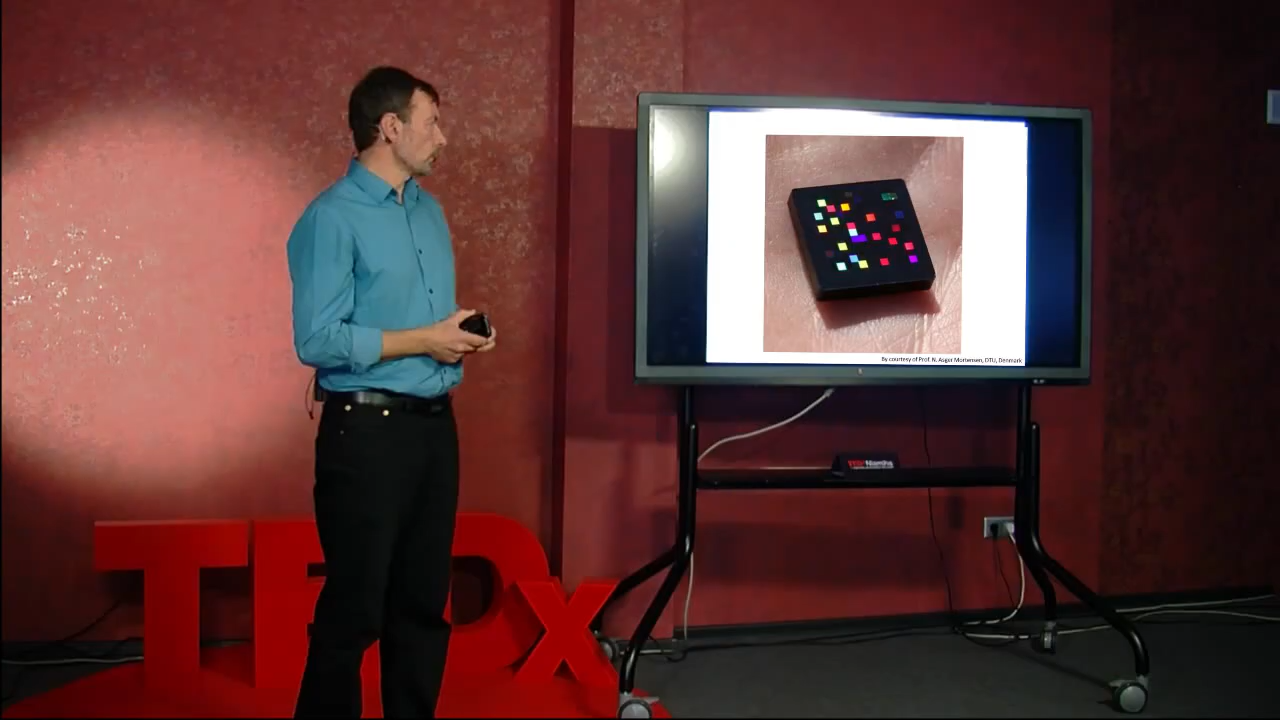 By courtesy of Prof. N. Asger Mortensen, DTU, Denmark
TEDx